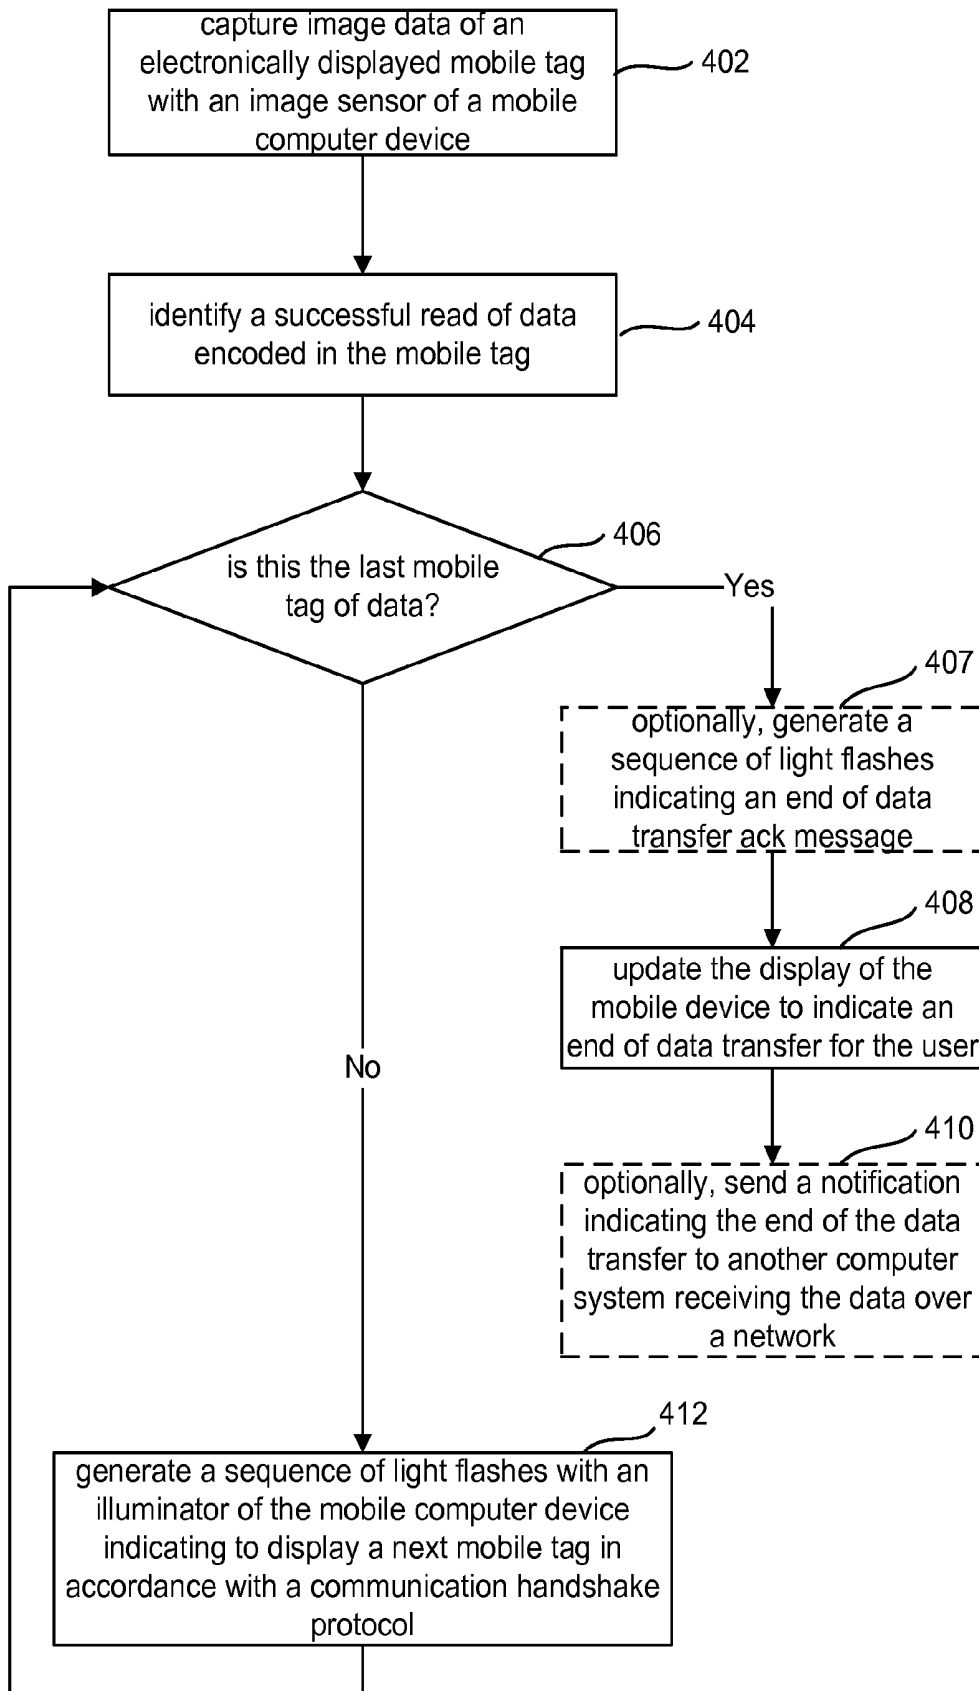 capture image data of an
electronically displayed mobile tag
with an image sensor of a mobile
computer device
402
identify a successful read of data
encoded in the mobile tag
404
is this the last mobile
tag of data?
406
Yes
407
optionally, generate a
sequence of light flashes
indicating an end of data
transfer ack message
408
update the display of the
mobile device to indicate an
end of data transfer for the user
No
410
optionally, send a notification
indicating the end of the data
transfer to another computer
system receiving the data over
a network
412
generate a sequence of light flashes with an
illuminator of the mobile computer device
indicating to display a next mobile tag in
accordance with a communication handshake
protocol